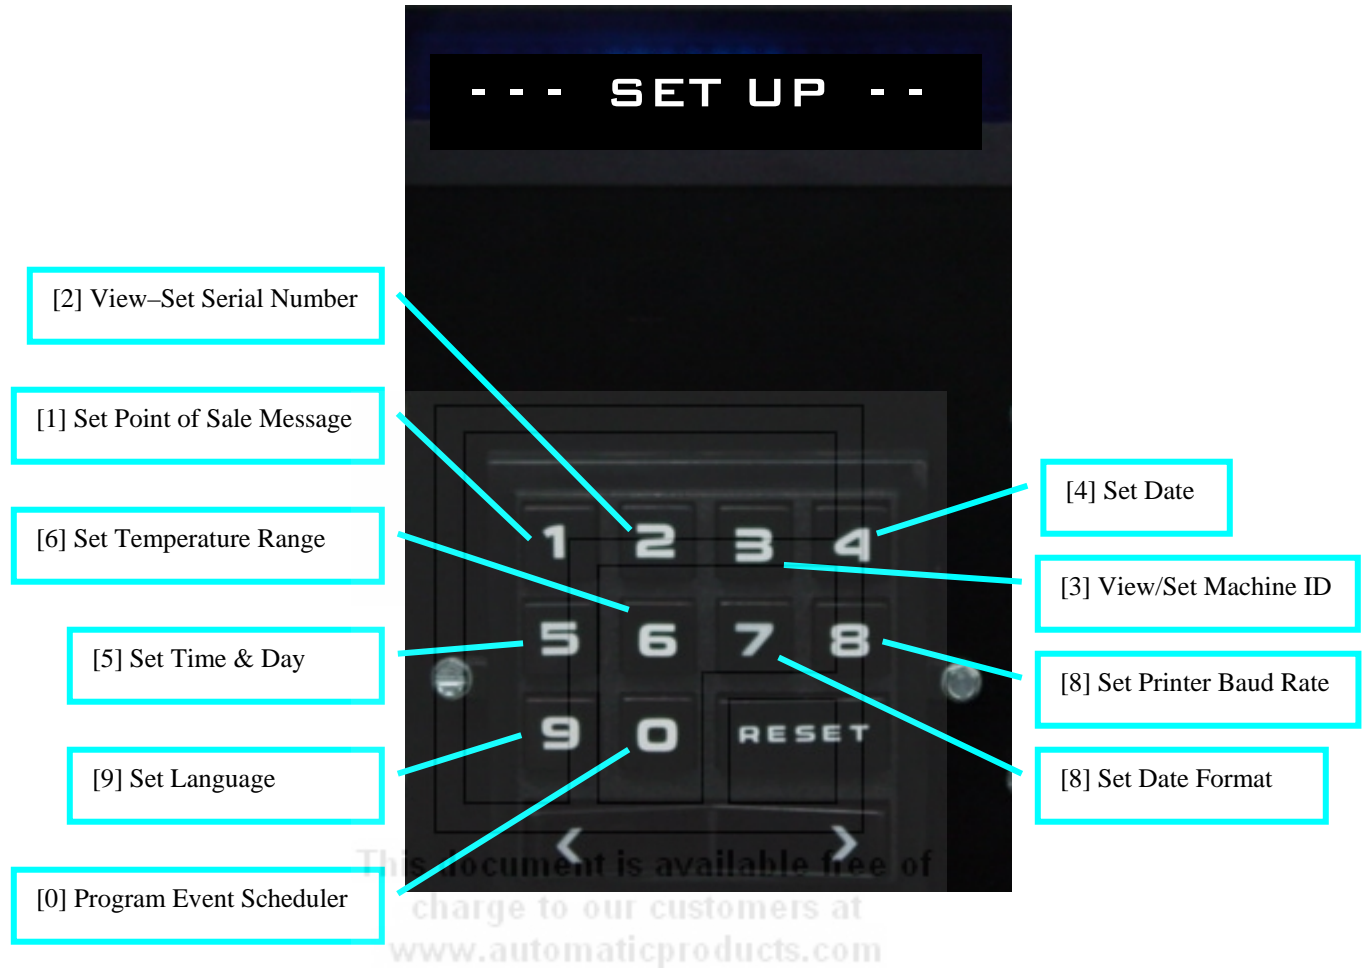 --- SET UP --
[2] View–Set Serial Number
[1] Set Point of Sale Message
[6] Set Temperature Range
[5] Set Time & Day
[9] Set Language
[0] Program Event Scheduler
1 2 3 4
5 6 7 8
9 0 RESET
< >
[4] Set Date
[3] View/Set Machine ID
[8] Set Printer Baud Rate
[8] Set Date Format
This document is available free of
charge to our customers at
www.automaticproducts.com